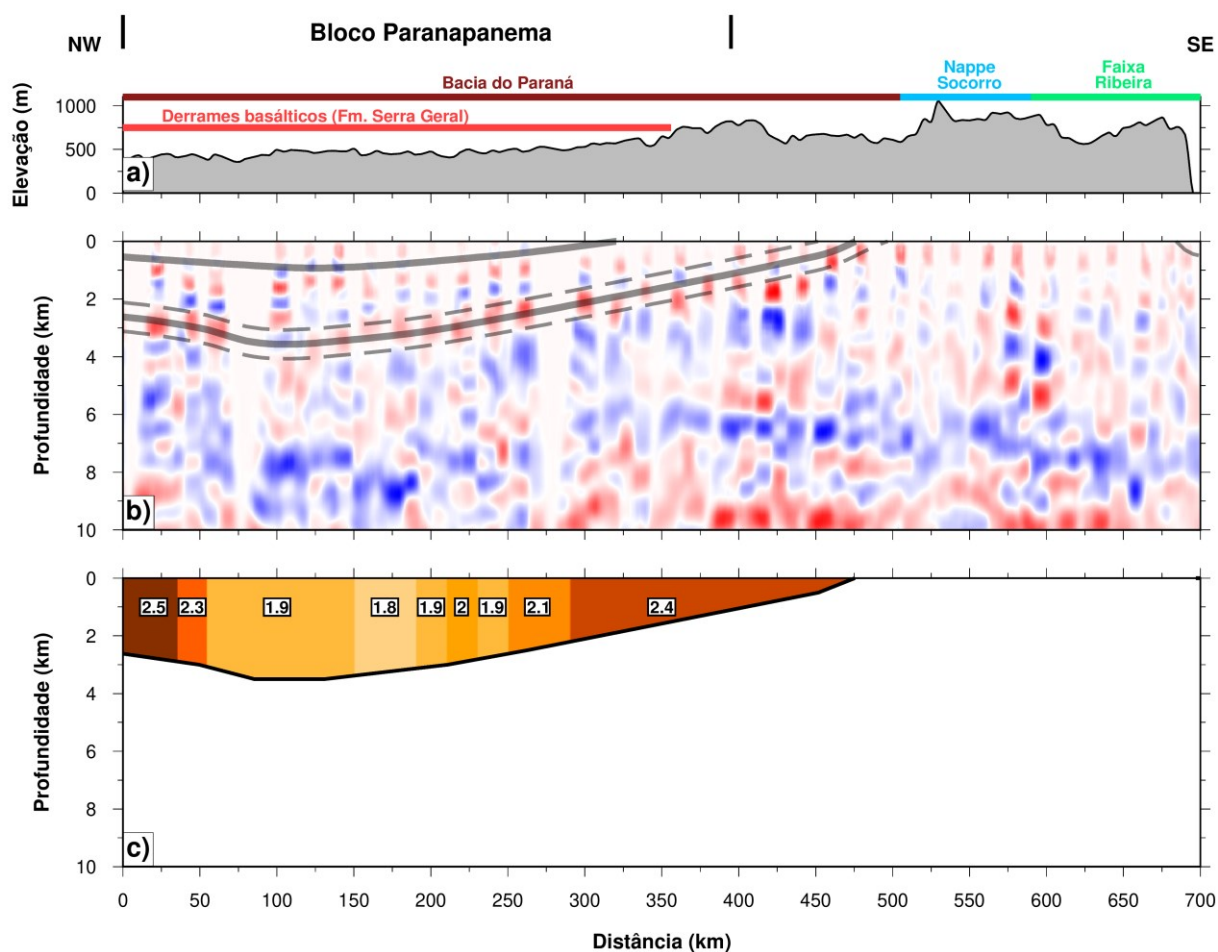 Bloco Paranapanema
NW
SE
Bacia do Paraná
Nappe
Socorro
Faixa
Ribeira
Derrames basálticos (Fm. Serra Geral)
Elevação (m)
1000
500
0
a)
Profundidade (km)
0
2
4
6
8
10
b)
Profundidade (km)
0
2
4
6
8
10
2.5 2.3 1.9 1.8 1.9 2 1.9 2.1 2.4
c)
0 50 100 150 200 250 300 350 400 450 500 550 600 650 700
Distância (km)